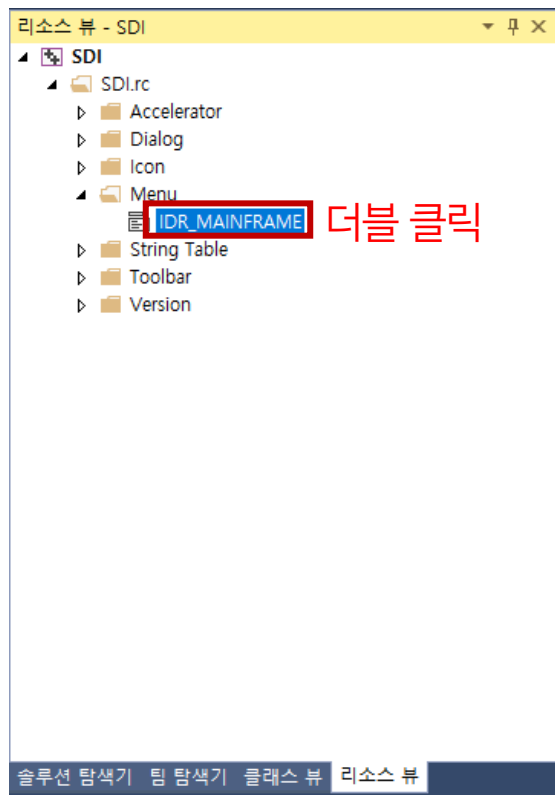 리소스 뷰 - SDI
SDI
SDI.rc
Accelerator
Dialog
Icon
Menu
IDR_MAINFRAME 더블 클릭
String Table
Toolbar
Version
솔루션 탐색기 팀 탐색기 클래스 뷰 리소스 뷰